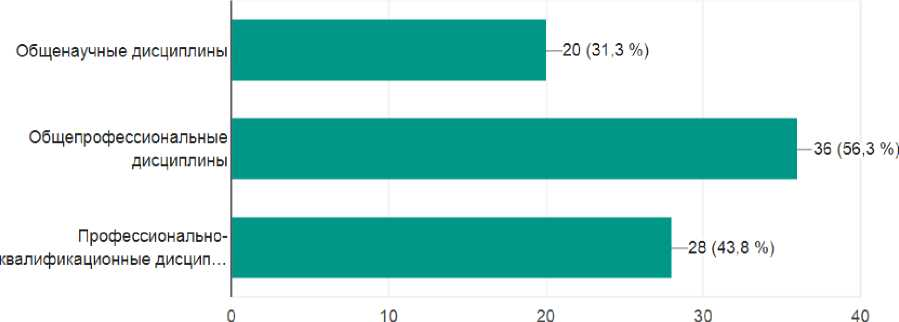 Общенаучные дисциплины
20 (31,3 %)
Общепрофессиональные
дисциплины
36 (56,3 %)
Профессионально-
квалификационные дисцип…
28 (43,8 %)
0 10 20 30 40